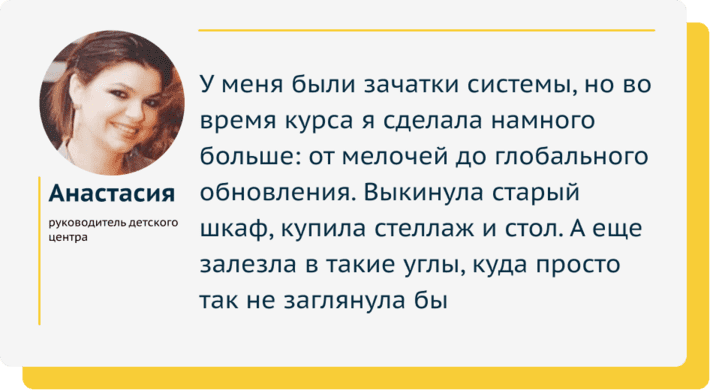 Анастасия
руководитель детского
центра
У меня были зачатки системы, но во
время курса я сделала намного
больше: от мелочей до глобального
обновления. Выкинула старый
шкаф, купила стеллаж и стол. А еще
залезла в такие углы, куда просто
так не заглянула бы